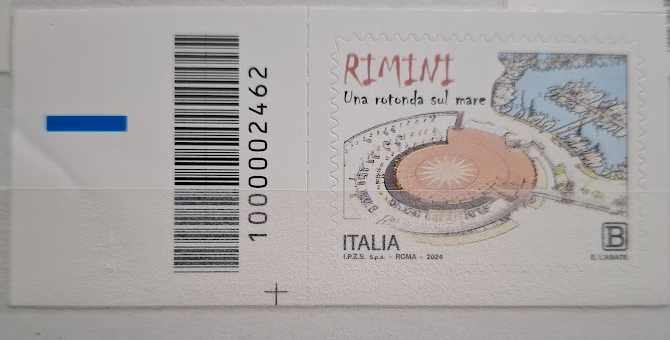 1000002462
RIMINI
Una rotonda sul mare
ITALIA
B
I.P.Z.S. S.p.A. - ROMA - 2024
E. L'ABATE